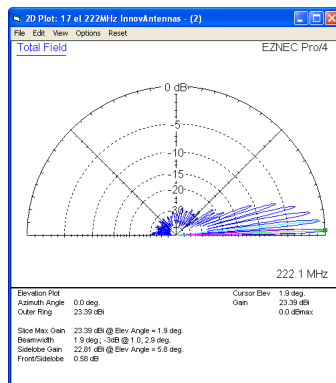 2D Plot: 17 el 222MHz InnovAntennas - (2)
File Edit View Options Reset
Total Field EZNEC Pro/4
0 dB
-5
-10
-15
-20
-30
222.1 MHz
Elevation Plot Cursor Elev 1.9 deg.
Azimuth Angle 0.0 deg. Gain 23.39 dBi
Outer Ring 23.39 dBi 0.0 dBmax
Slice Max Gain 23.39 dBi @ Elev Angle = 1.9 deg.
Beamwidth 1.9 deg.; -3dB @ 1.0, 2.9 deg.
Sidelobe Gain 22.81 dBi @ Elev Angle = 5.8 deg.
Front/Sidelobe 0.58 dB